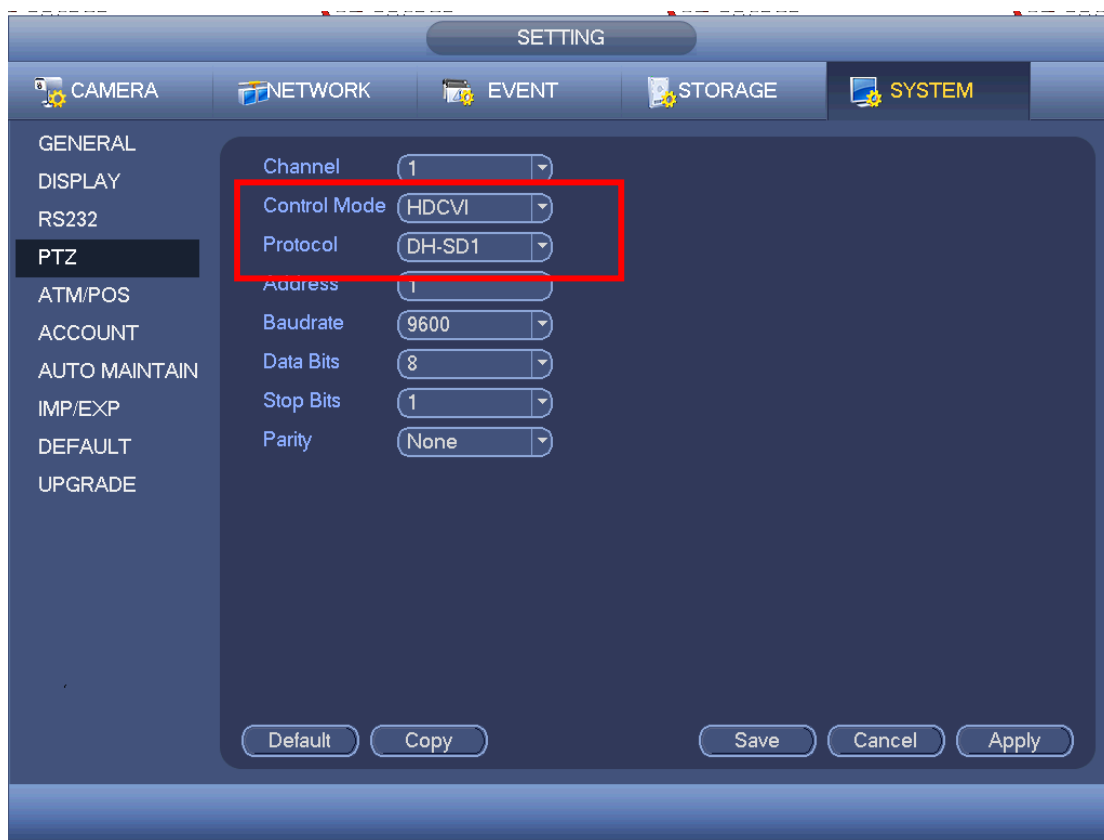 SETTING
CAMERA NETWORK EVENT STORAGE SYSTEM
GENERAL
DISPLAY
RS232
PTZ
ATM/POS
ACCOUNT
AUTO MAINTAIN
IMP/EXP
DEFAULT
UPGRADE
Channel 1
Control Mode HDCVI
Protocol DH-SD1
Address 1
Baudrate 9600
Data Bits 8
Stop Bits 1
Parity None
Default Copy Save Cancel Apply